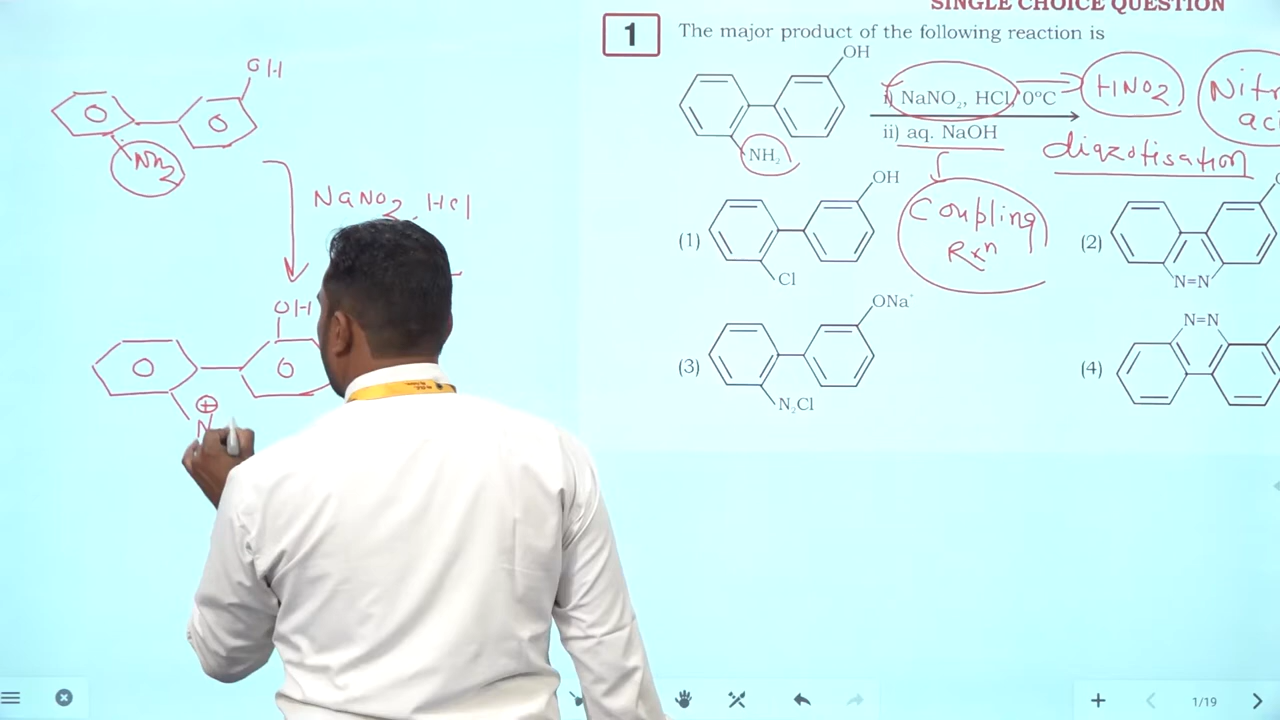 SINGLE CHOICE QUESTION
1 The major product of the following reaction is
OH
i) NaNO₂, HCl, 0°C
ii) aq. NaOH
NH₂
HNO2
diazotisation
Coupling
Rxⁿ
(1)
OH
Cl
(2)
N=N
(3)
ONa⁺
N₂Cl
(4)
N=N
OH
NH2
NaNO2, HCl
OH
⊕
N
1/19